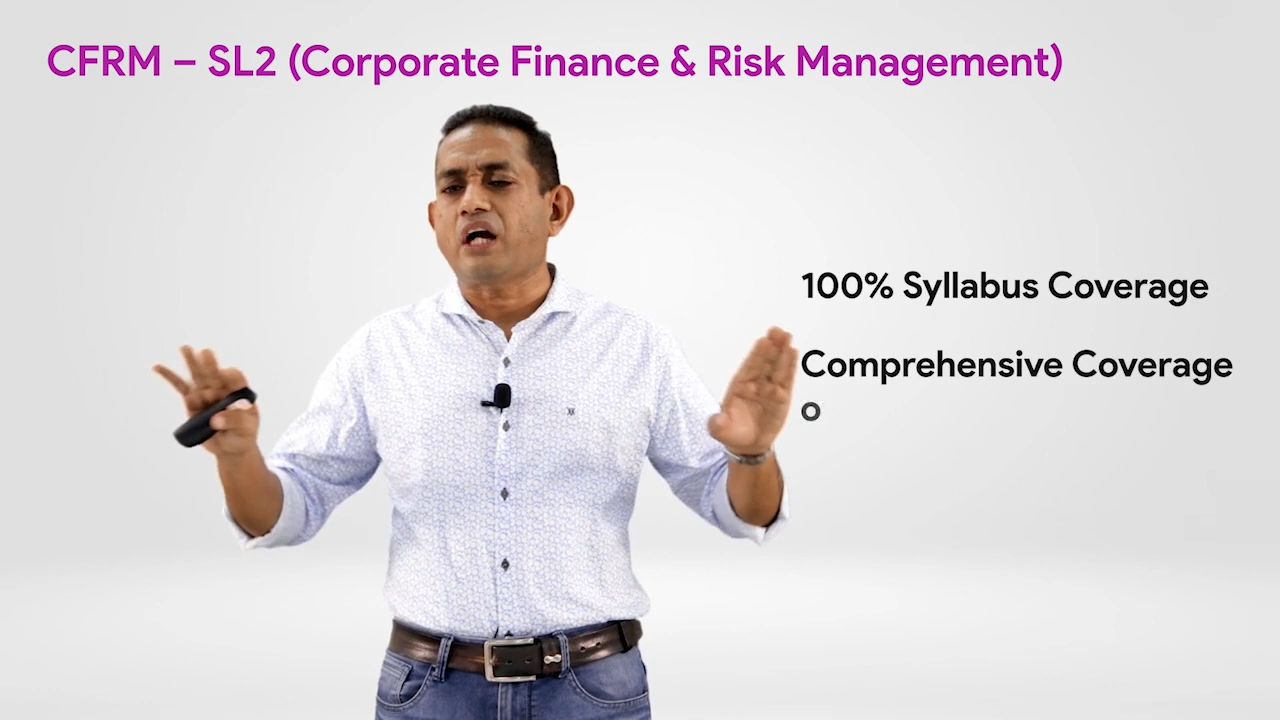 CFRM – SL2 (Corporate Finance & Risk Management)
100% Syllabus Coverage
Comprehensive Coverage
o